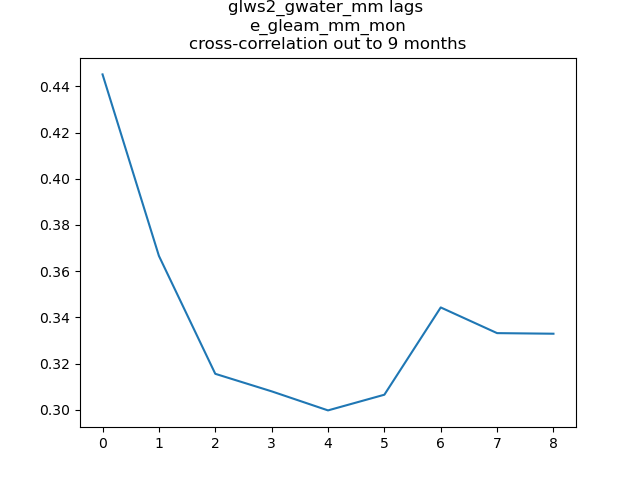 glws2_gwater_mm lags
e_gleam_mm_mon
cross-correlation out to 9 months
0.44
0.42
0.40
0.38
0.36
0.34
0.32
0.30
0 1 2 3 4 5 6 7 8